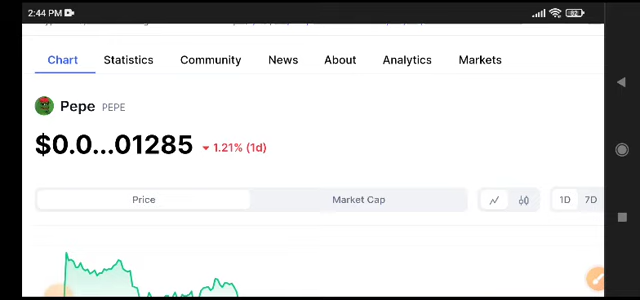 2:44 PM
82
Chart Statistics Community News About Analytics Markets
Pepe PEPE
$0.0...01285 1.21% (1d)
Price Market Cap 1D 7D